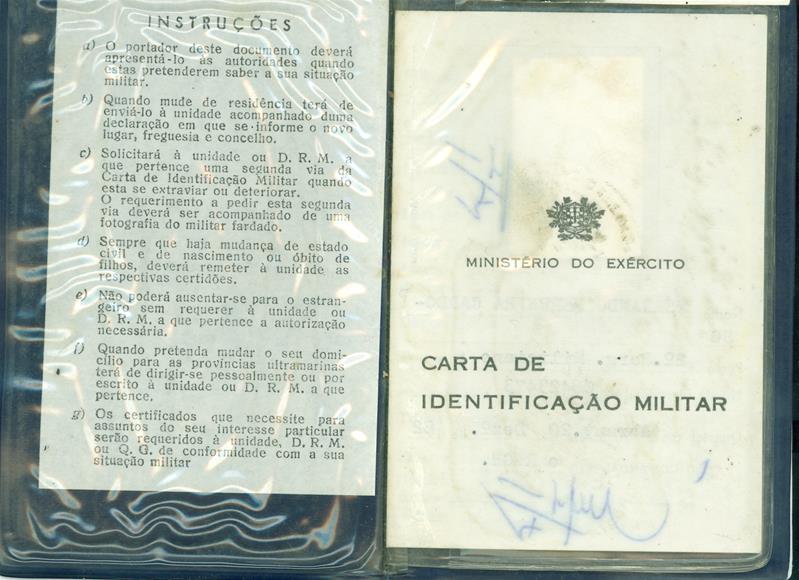 INSTRUÇÕES
a) O portador deste documento deverá
apresentá-lo às autoridades quando
estas pretenderem saber a sua situação
militar.
b) Quando mude de residência terá de
enviá-lo à unidade acompanhado duma
declaração em que se informe o novo
lugar, freguesia e concelho.
c) Solicitará à unidade ou D. R. M. a
que pertence uma segunda via da
Carta de Identificação Militar quando
esta se extraviar ou deteriorar.
O requerimento a pedir esta segunda
via deverá ser acompanhado de uma
fotografia do militar fardado.
d) Sempre que haja mudança de estado
civil e de nascimento ou óbito de
filhos, deverá remeter à unidade as
respectivas certidões.
e) Não poderá ausentar-se para o estran-
geiro sem requerer à unidade ou
D. R. M. a que pertence a autorização
necessária.
f) Quando pretenda mudar o seu domi-
cílio para as províncias ultramarinas
terá de dirigir-se pessoalmente ou por
escrito à unidade ou D. R. M. a que
pertence.
g) Os certificados que necessite para
assuntos do seu interesse particular
serão requeridos à unidade, D. R. M.
ou Q. G. de conformidade com a sua
situação militar
MINISTÉRIO DO EXÉRCITO
CARTA DE
IDENTIFICAÇÃO MILITAR